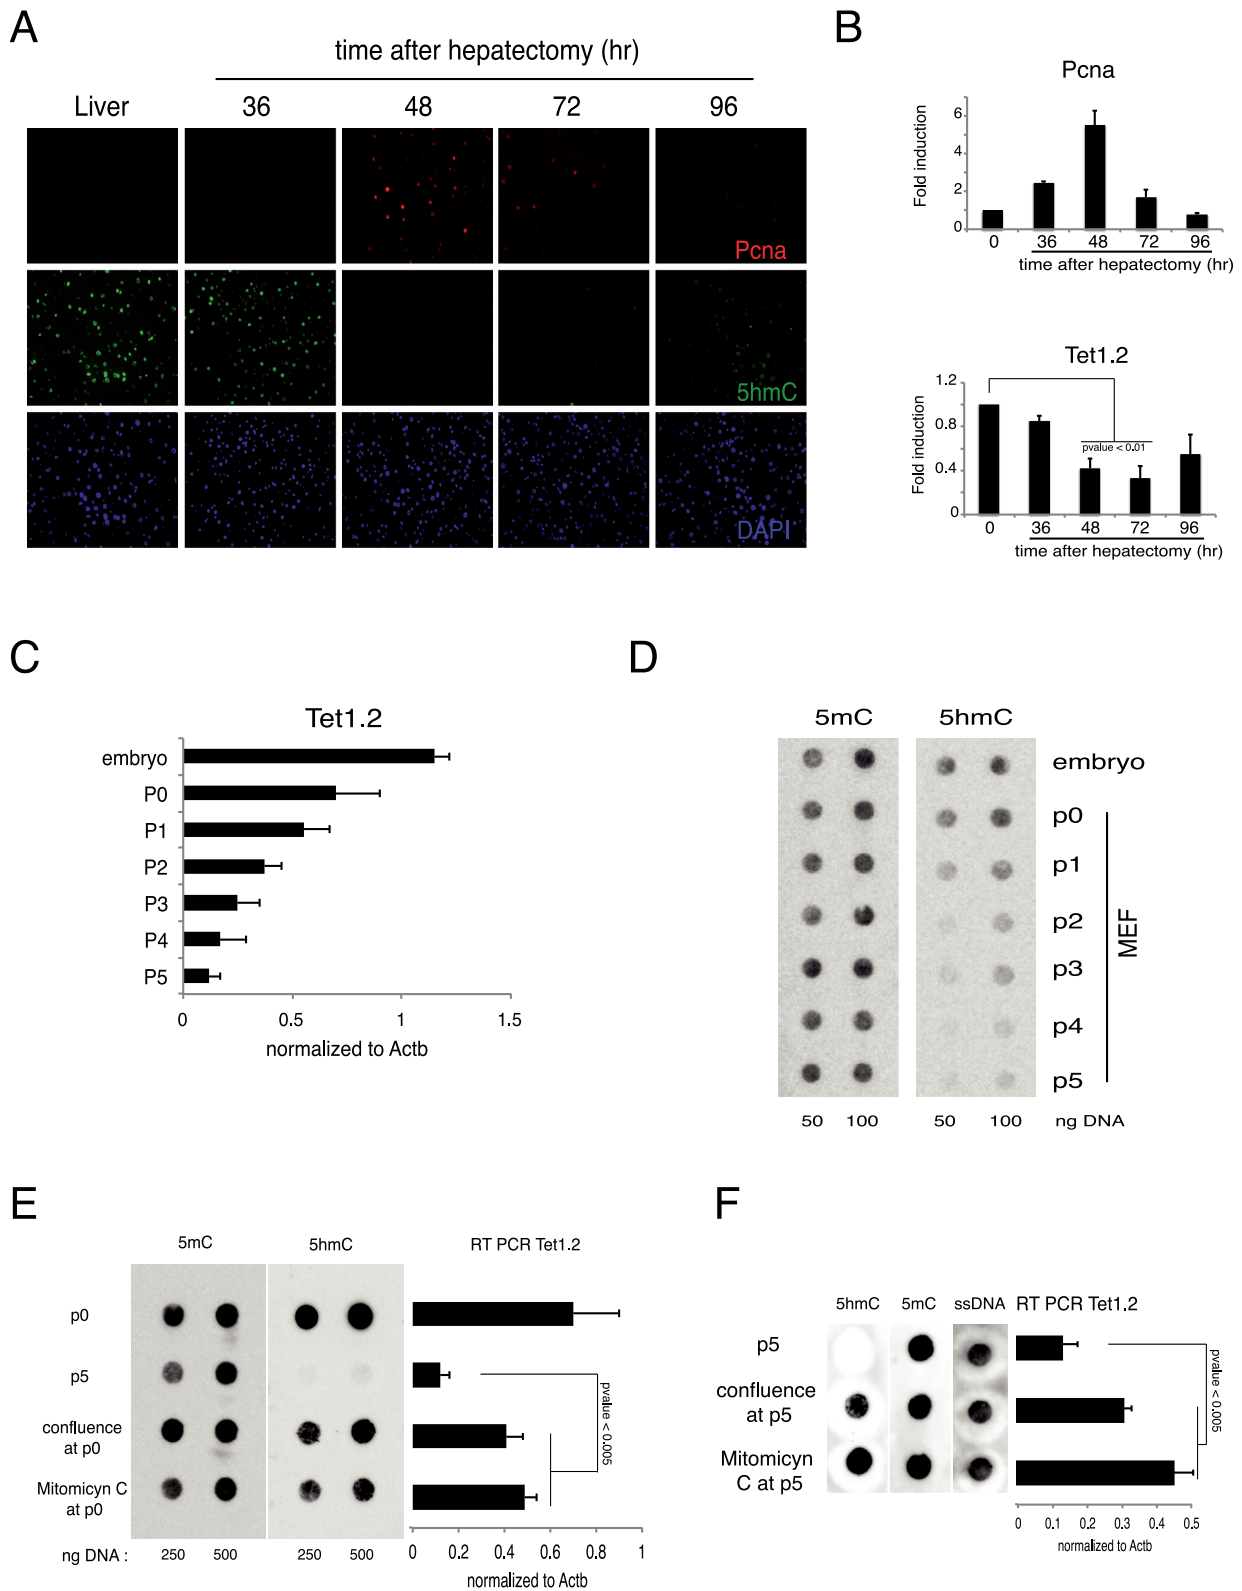 A
time after hepatectomy (hr)
Liver 36 48 72 96
Pcna
5hmC
DAPI
B
Pcna
Fold induction
6
4
2
0
0 36 48 72 96
time after hepatectomy (hr)
Tet1.2
Fold induction
1.2
0.8
0.4
0
pvalue < 0.01
0 36 48 72 96
time after hepatectomy (hr)
C
Tet1.2
embryo
P0
P1
P2
P3
P4
P5
0 0.5 1 1.5
normalized to Actb
D
5mC 5hmC
embryo
p0
p1
p2
p3
p4
p5
MEF
50 100 50 100 ng DNA
E
5mC 5hmC RT PCR Tet1.2
p0
p5
confluence
at p0
Mitomicyn C
at p0
pvalue < 0.005
ng DNA : 250 500 250 500
0 0.2 0.4 0.6 0.8 1
normalized to Actb
F
5hmC 5mC ssDNA RT PCR Tet1.2
p5
confluence
at p5
Mitomicyn
C at p5
pvalue < 0.005
0 0.1 0.2 0.3 0.4 0.5
normalized to Actb